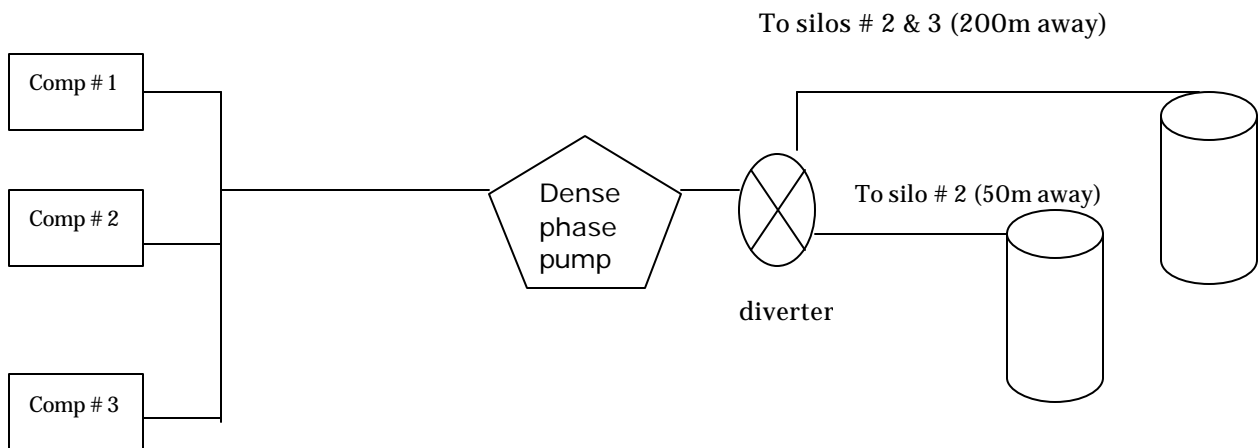 To silos # 2 & 3 (200m away)
Comp # 1
Comp # 2
Dense
phase
pump
To silo # 2 (50m away)
diverter
Comp # 3